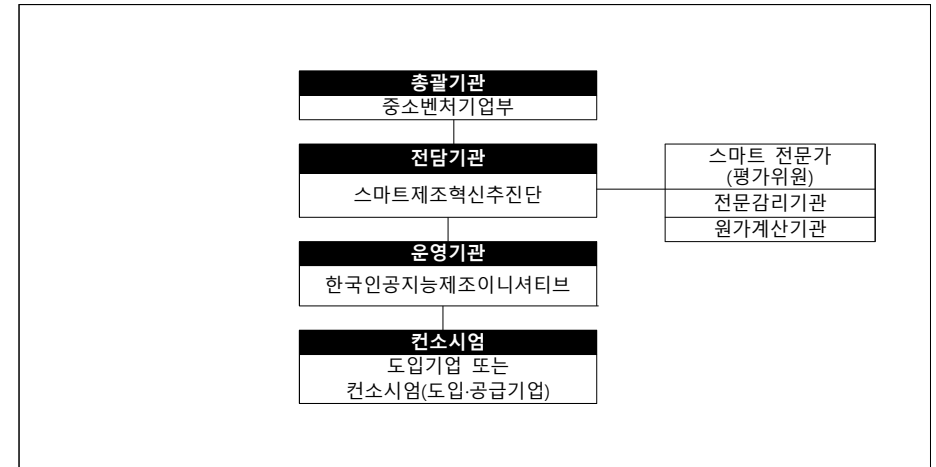 총괄기관
중소벤처기업부
전담기관
스마트제조혁신추진단
스마트 전문가
(평가위원)
전문감리기관
원가계산기관
운영기관
한국인공지능제조이니셔티브
컨소시엄
도입기업 또는
컨소시엄(도입·공급기업)